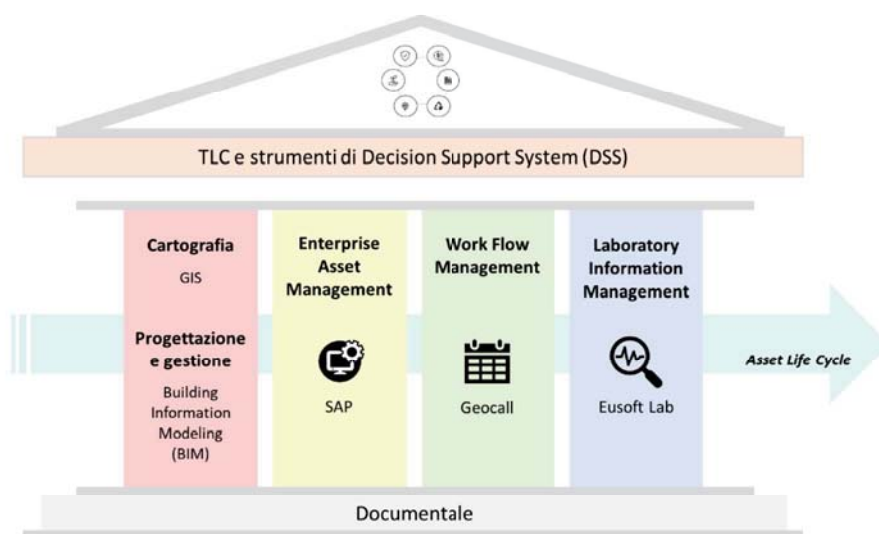 TLC e strumenti di Decision Support System (DSS)
Cartografia
GIS
Progettazione
e gestione
Building
Information
Modeling
(BIM)
Enterprise
Asset
Management
SAP
Work Flow
Management
Geocall
Laboratory
Information
Management
Eusoft Lab
Asset Life Cycle
Documentale